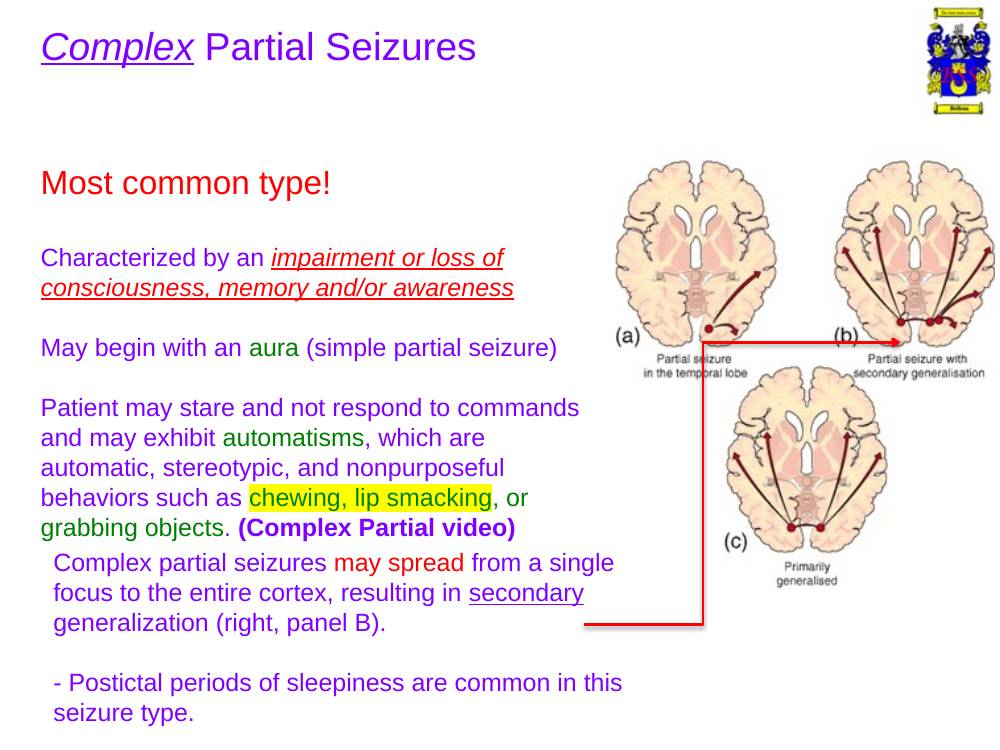 Complex Partial Seizures
Most common type!
Characterized by an impairment or loss of
consciousness, memory and/or awareness
May begin with an aura (simple partial seizure)
Patient may stare and not respond to commands
and may exhibit automatisms, which are
automatic, stereotypic, and nonpurposeful
behaviors such as chewing, lip smacking, or
grabbing objects. (Complex Partial video)
Complex partial seizures may spread from a single
focus to the entire cortex, resulting in secondary
generalization (right, panel B).
- Postictal periods of sleepiness are common in this
seizure type.
(a)
Partial seizure
in the temporal lobe
(b)
Partial seizure with
secondary generalisation
(c)
Primarily
generalised